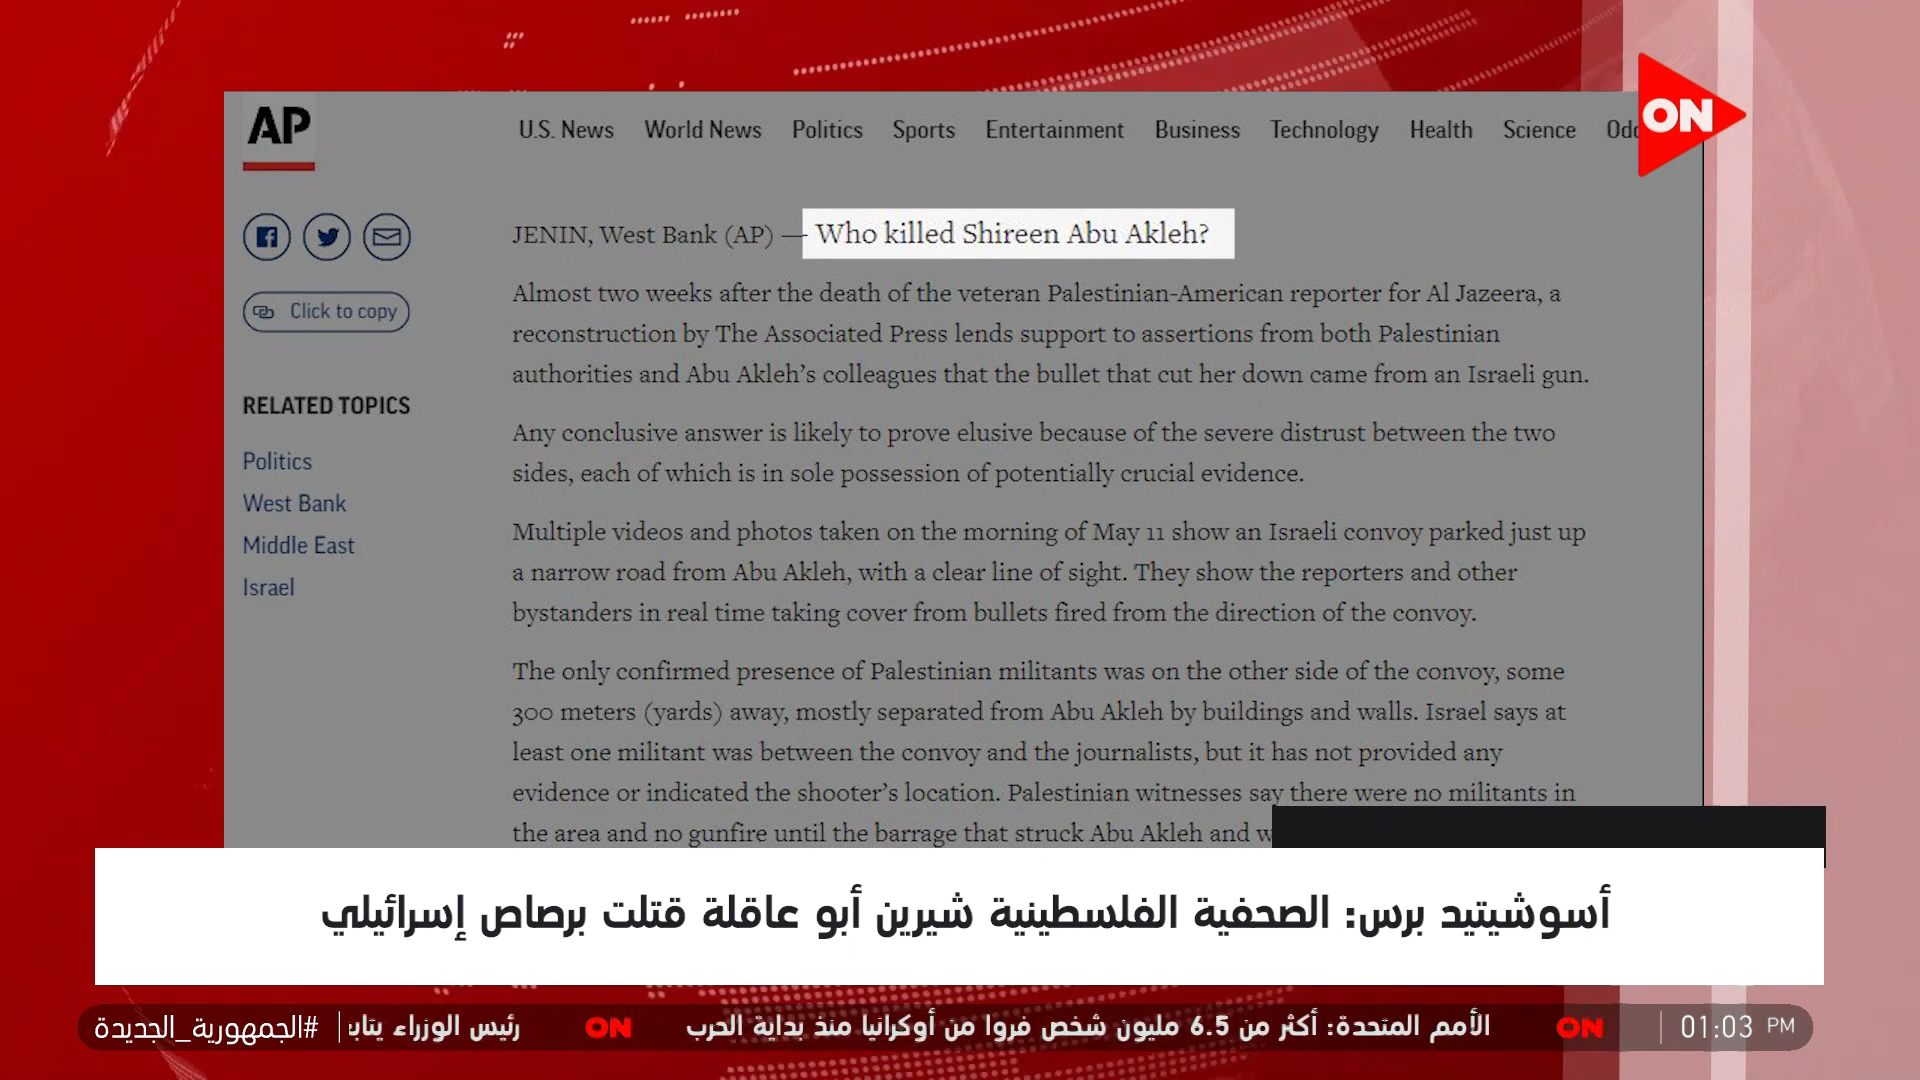 AP
U.S. News World News Politics Sports Entertainment Business Technology Health Science
ON
JENIN, West Bank (AP) — Who killed Shireen Abu Akleh?
Click to copy
Almost two weeks after the death of the veteran Palestinian-American reporter for Al Jazeera, a
reconstruction by The Associated Press lends support to assertions from both Palestinian
authorities and Abu Akleh's colleagues that the bullet that cut her down came from an Israeli gun.
RELATED TOPICS
Politics
West Bank
Middle East
Israel
Any conclusive answer is likely to prove elusive because of the severe distrust between the two
sides, each of which is in sole possession of potentially crucial evidence.
Multiple videos and photos taken on the morning of May 11 show an Israeli convoy parked just up
a narrow road from Abu Akleh, with a clear line of sight. They show the reporters and other
bystanders in real time taking cover from bullets fired from the direction of the convoy.
The only confirmed presence of Palestinian militants was on the other side of the convoy, some
300 meters (yards) away, mostly separated from Abu Akleh by buildings and walls. Israel says at
least one militant was between the convoy and the journalists, but it has not provided any
evidence or indicated the shooter's location. Palestinian witnesses say there were no militants in
the area and no gunfire until the barrage that struck Abu Akleh and
أسوشيتيد برس: الصحفية الفلسطينية شيرين أبو عاقلة قتلت برصاص إسرائيلي
01:03 PM ON الأمم المتحدة: أكثر من 6.5 مليون شخص فروا من أوكرانيا منذ بداية الحرب ON رئيس الوزراء يتابع #الجمهورية_الجديدة